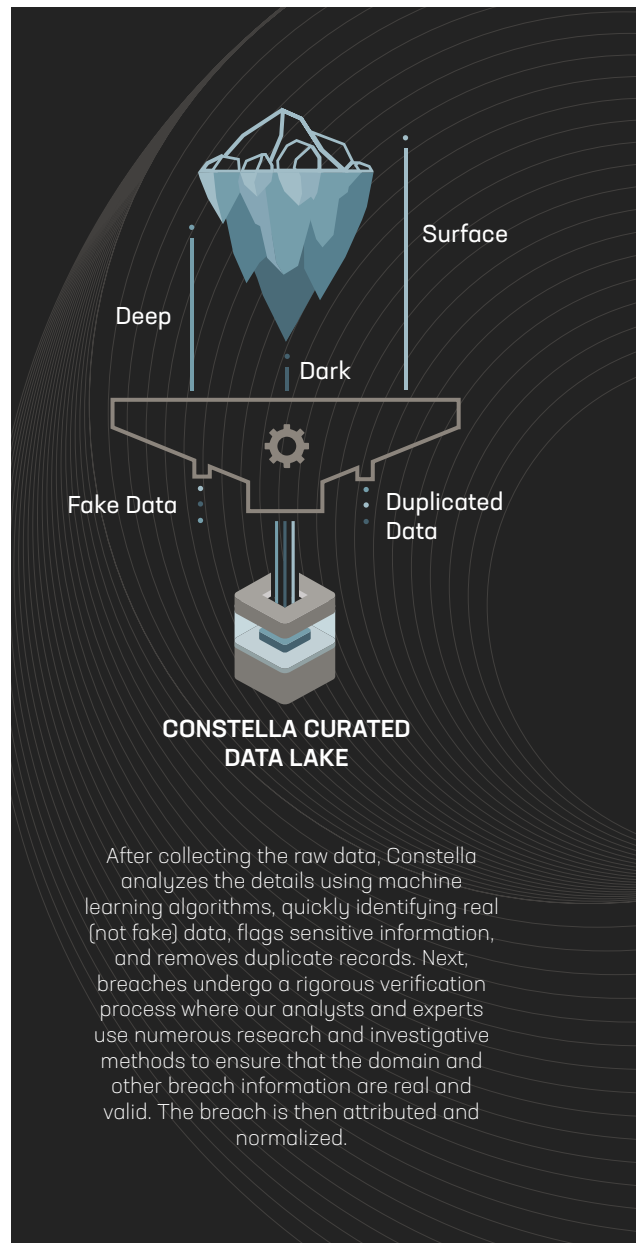 Surface
Deep
Dark
Fake Data
Duplicated
Data
CONSTELLA CURATED
DATA LAKE
After collecting the raw data, Constella
analyzes the details using machine
learning algorithms, quickly identifying real
(not fake) data, flags sensitive information,
and removes duplicate records. Next,
breaches undergo a rigorous verification
process where our analysts and experts
use numerous research and investigative
methods to ensure that the domain and
other breach information are real and
valid. The breach is then attributed and
normalized.